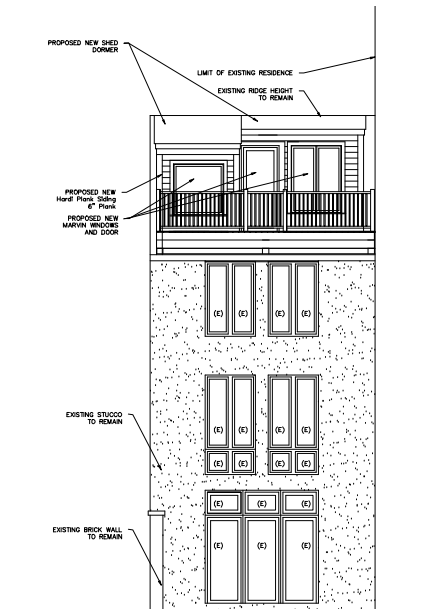 PROPOSED NEW SHED
DORMER
LIMIT OF EXISTING RESIDENCE
EXISTING RIDGE HEIGHT
TO REMAIN
PROPOSED NEW
Hardi Plank Siding
6" Plank
PROPOSED NEW
MARVIN WINDOWS
AND DOOR
(E) (E) (E) (E)
EXISTING STUCCO
TO REMAIN
(E) (E) (E) (E)
(E) (E) (E) (E)
(E) (E) (E)
EXISTING BRICK WALL
TO REMAIN
(E) (E) (E)